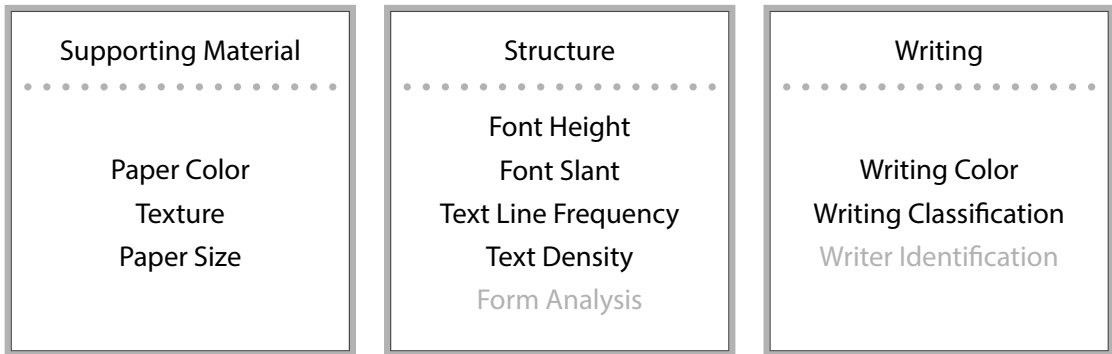 Supporting Material
Paper Color
Texture
Paper Size
Structure
Font Height
Font Slant
Text Line Frequency
Text Density
Form Analysis
Writing
Writing Color
Writing Classification
Writer Identification